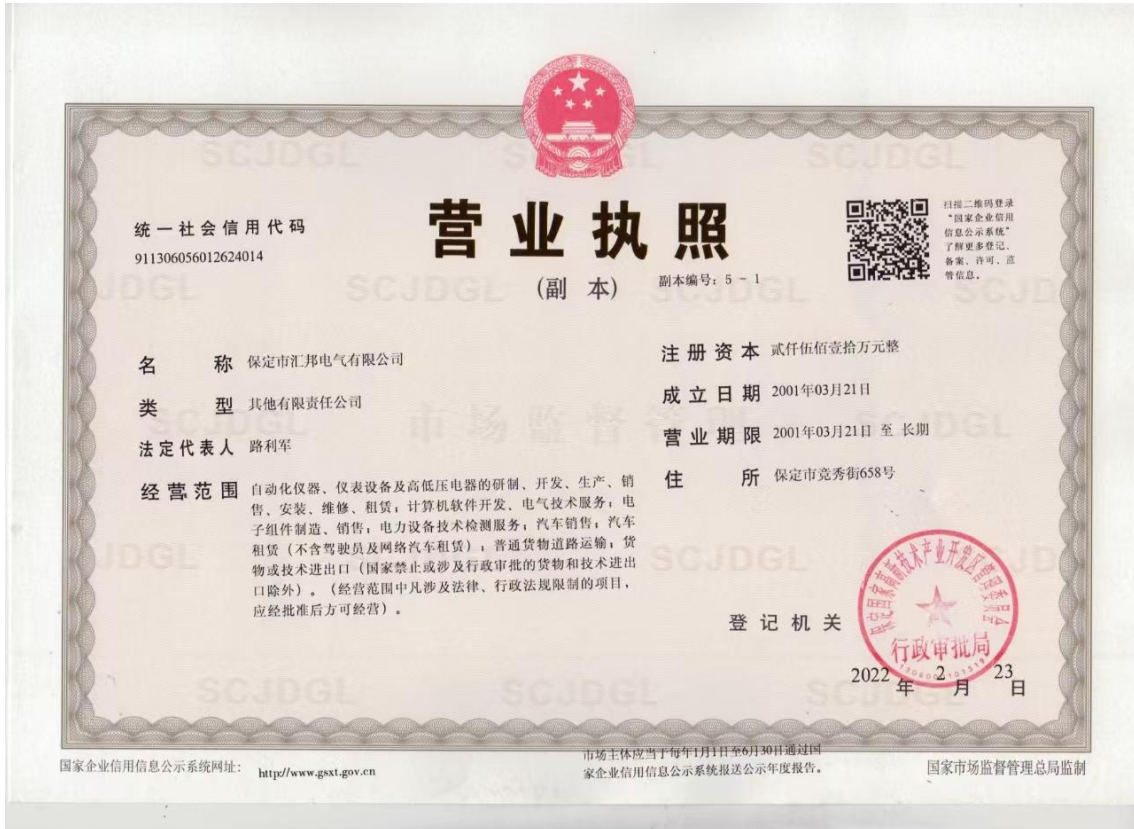 统一社会信用代码
911306056012624014
营业执照
(副 本)
副本编号：5 - 1
扫描二维码登录
“国家企业信用
信息公示系统”
了解更多登记、
备案、许可、监
管信息。
名 称 保定市汇邦电气有限公司
类 型 其他有限责任公司
法定代表人 路利军
经营范围 自动化仪器、仪表设备及高低压电器的研制、开发、生产、销
售、安装、维修、租赁；计算机软件开发、电气技术服务；电
子组件制造、销售；电力设备技术检测服务；汽车销售；汽车
租赁（不含驾驶员及网络汽车租赁）；普通货物道路运输；货
物或技术进出口（国家禁止或涉及行政审批的货物和技术进出
口除外）。（经营范围中凡涉及法律、行政法规限制的项目，
应经批准后方可经营）。
注册资本 贰仟伍佰壹拾万元整
成立日期 2001年03月21日
营业期限 2001年03月21日 至 长期
住 所 保定市竞秀街658号
登记机关
保定国家高新技术产业开发区管理委员会
行政审批局
2022 年 2 月 23 日
国家企业信用信息公示系统网址： http://www.gsxt.gov.cn
市场主体应当于每年1月1日至6月30日通过国
家企业信用信息公示系统报送公示年度报告。
国家市场监督管理总局监制